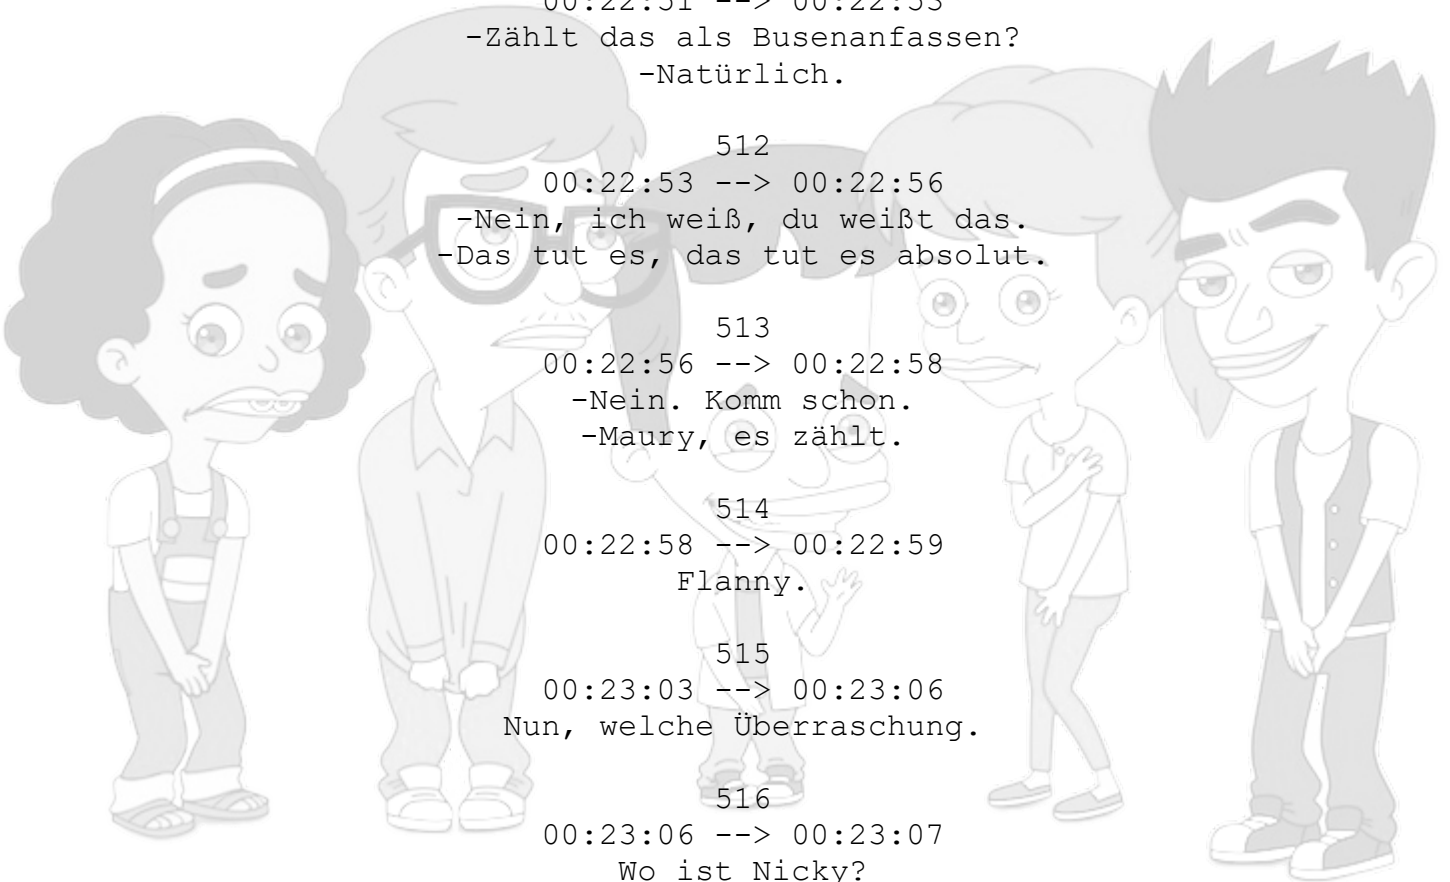 00:22:51 --> 00:22:53
-Zählt das als Busenanfassen?
-Natürlich.
512
00:22:53 --> 00:22:56
-Nein, ich weiß, du weißt das.
-Das tut es, das tut es absolut.
513
00:22:56 --> 00:22:58
-Nein. Komm schon.
-Maury, es zählt.
514
00:22:58 --> 00:22:59
Flanny.
515
00:23:03 --> 00:23:06
Nun, welche Überraschung.
516
00:23:06 --> 00:23:07
Wo ist Nicky?